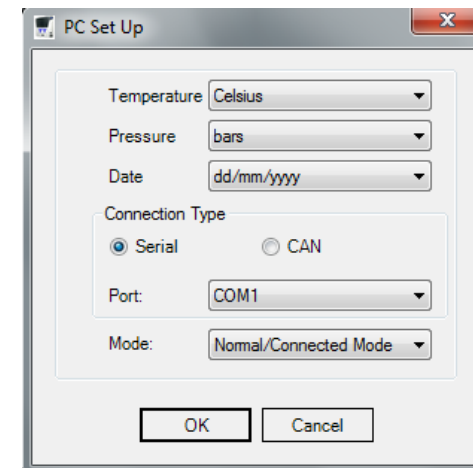 PC Set Up
Temperature Celsius
Pressure bars
Date dd/mm/yyyy
Connection Type
Serial CAN
Port: COM1
Mode: Normal/Connected Mode
OK Cancel